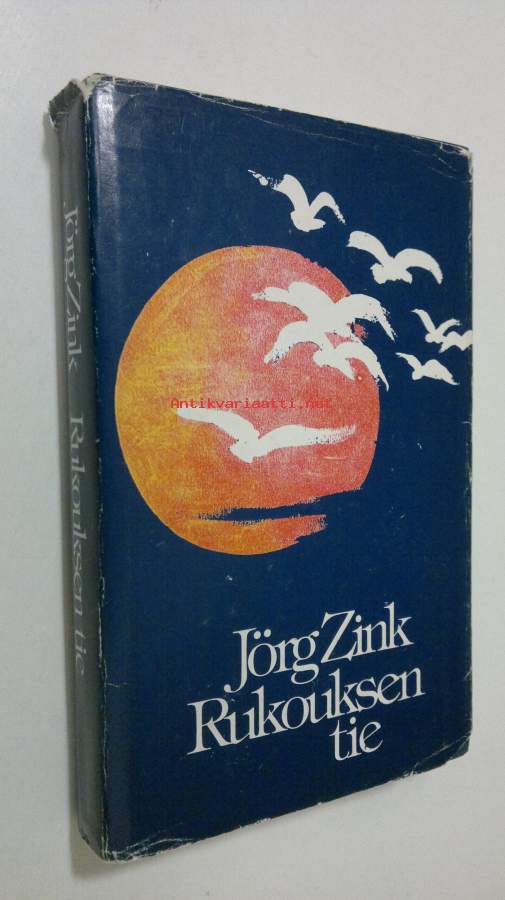 Jörg Zink
Rukouksen
tie
Jörg Zink Rukouksen tie
Antikvariaatti.net